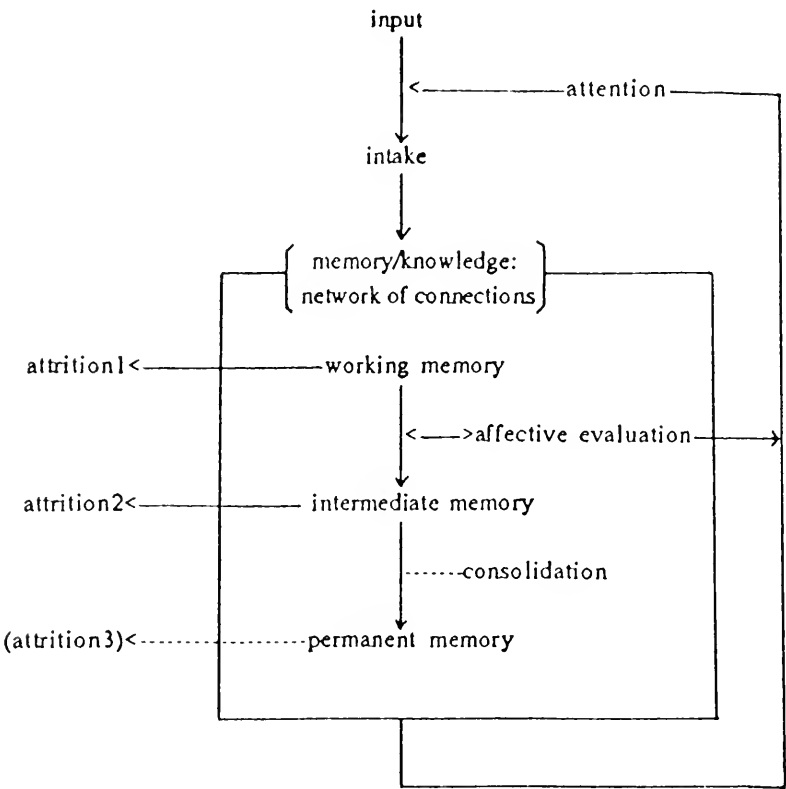 input
attention
intake
memory/knowledge:
network of connections
attrition1
working memory
affective evaluation
attrition2
intermediate memory
consolidation
(attrition3)
permanent memory